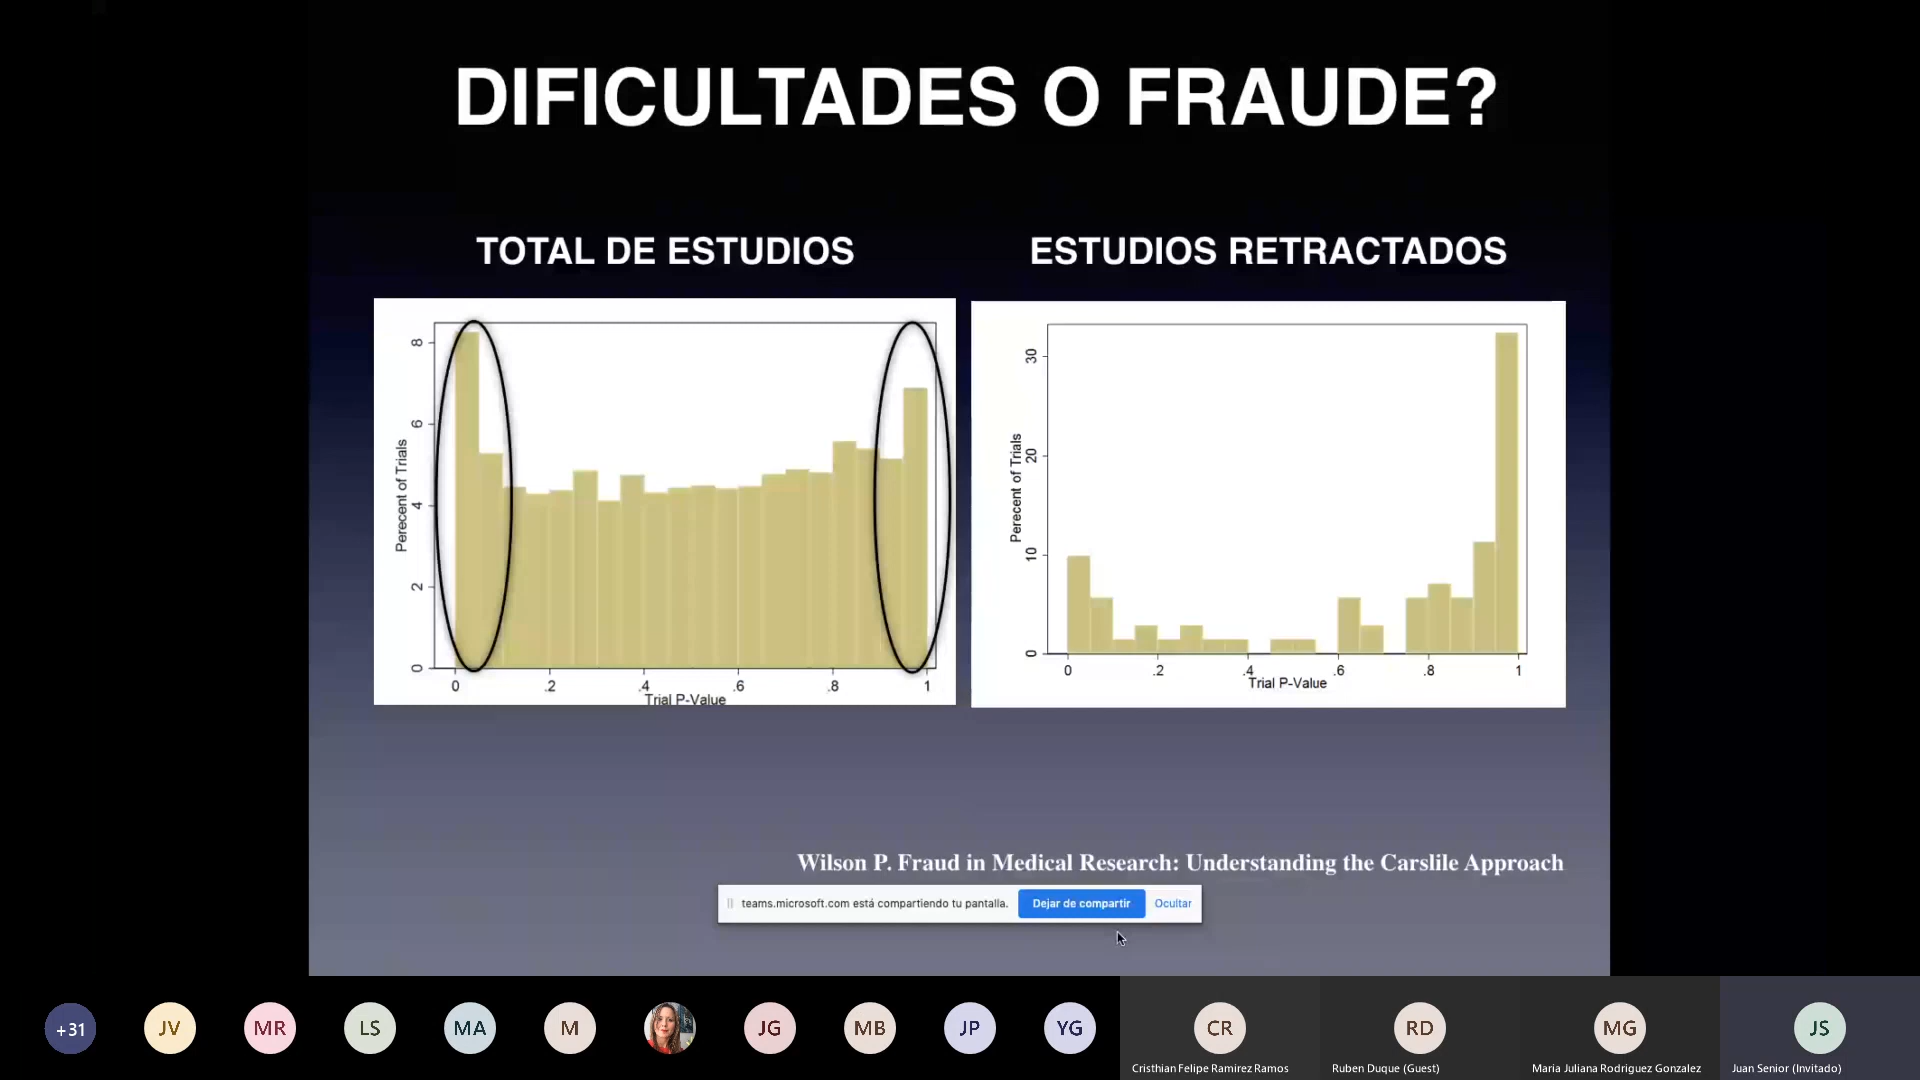 DIFICULTADES O FRAUDE?
TOTAL DE ESTUDIOS
ESTUDIOS RETRACTADOS
Perecent of Trials
8
6
4
2
0
0 .2 .4 .6 .8 1
Trial P-Value
Perecent of Trials
30
20
10
0
0 .2 .4 .6 .8 1
Trial P-Value
Wilson P. Fraud in Medical Research: Understanding the Carslile Approach
teams.microsoft.com está compartiendo tu pantalla. Dejar de compartir Ocultar
+31 JV MR LS MA M JG MB JP YG CR RD MG JS
Cristhian Felipe Ramirez Ramos Ruben Duque (Guest) Maria Juliana Rodriguez Gonzalez Juan Senior (Invitado)